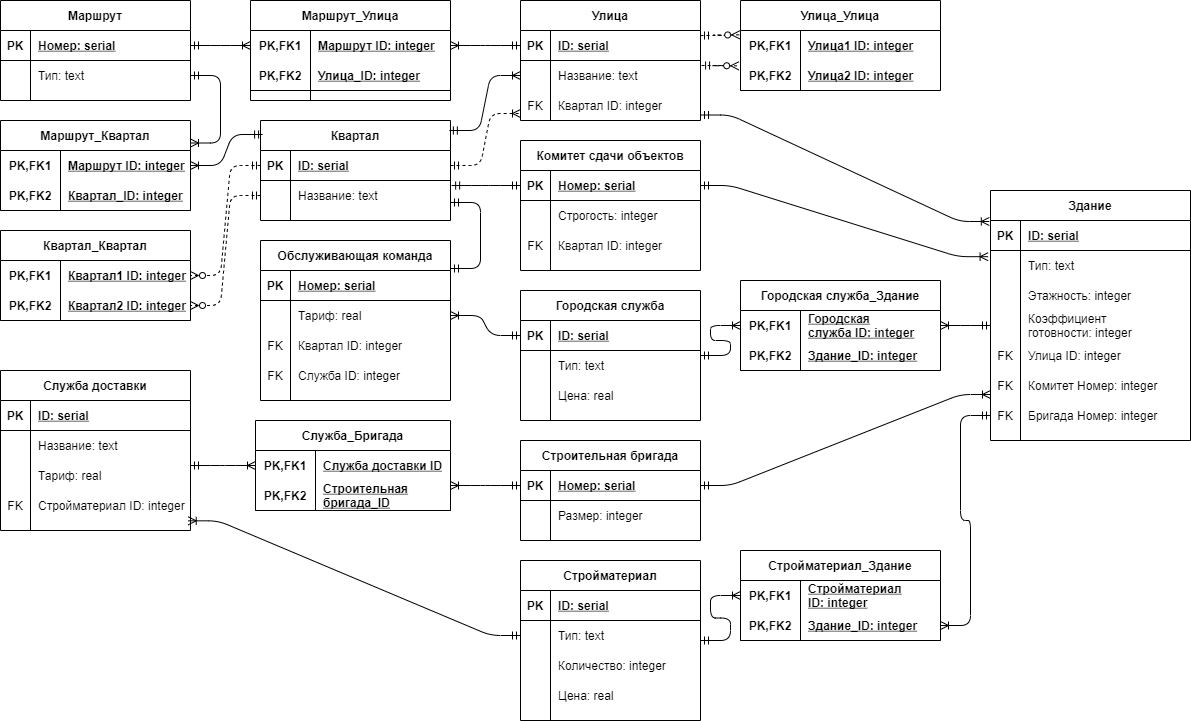 Маршрут
PK Номер: serial
Тип: text
Маршрут_Улица
PK,FK1 Маршрут ID: integer
PK,FK2 Улица_ID: integer
Улица
PK ID: serial
Название: text
FK Квартал ID: integer
Улица_Улица
PK,FK1 Улица1 ID: integer
PK,FK2 Улица2 ID: integer
Маршрут_Квартал
PK,FK1 Маршрут ID: integer
PK,FK2 Квартал_ID: integer
Квартал
PK ID: serial
Название: text
Комитет сдачи объектов
PK Номер: serial
Строгость: integer
FK Квартал ID: integer
Здание
PK ID: serial
Тип: text
Этажность: integer
Коэффициент
готовности: integer
FK Улица ID: integer
FK Комитет Номер: integer
FK Бригада Номер: integer
Квартал_Квартал
PK,FK1 Квартал1 ID: integer
PK,FK2 Квартал2 ID: integer
Обслуживающая команда
PK Номер: serial
Тариф: real
FK Квартал ID: integer
FK Служба ID: integer
Городская служба
PK ID: serial
Тип: text
Цена: real
Городская служба_Здание
PK,FK1 Городская
служба ID: integer
PK,FK2 Здание_ID: integer
Служба доставки
PK ID: serial
Название: text
Тариф: real
FK Стройматериал ID: integer
Служба_Бригада
PK,FK1 Служба доставки ID
PK,FK2 Строительная
бригада_ID
Строительная бригада
PK Номер: serial
Размер: integer
Стройматериал
PK ID: serial
Тип: text
Количество: integer
Цена: real
Стройматериал_Здание
PK,FK1 Стройматериал
ID: integer
PK,FK2 Здание_ID: integer